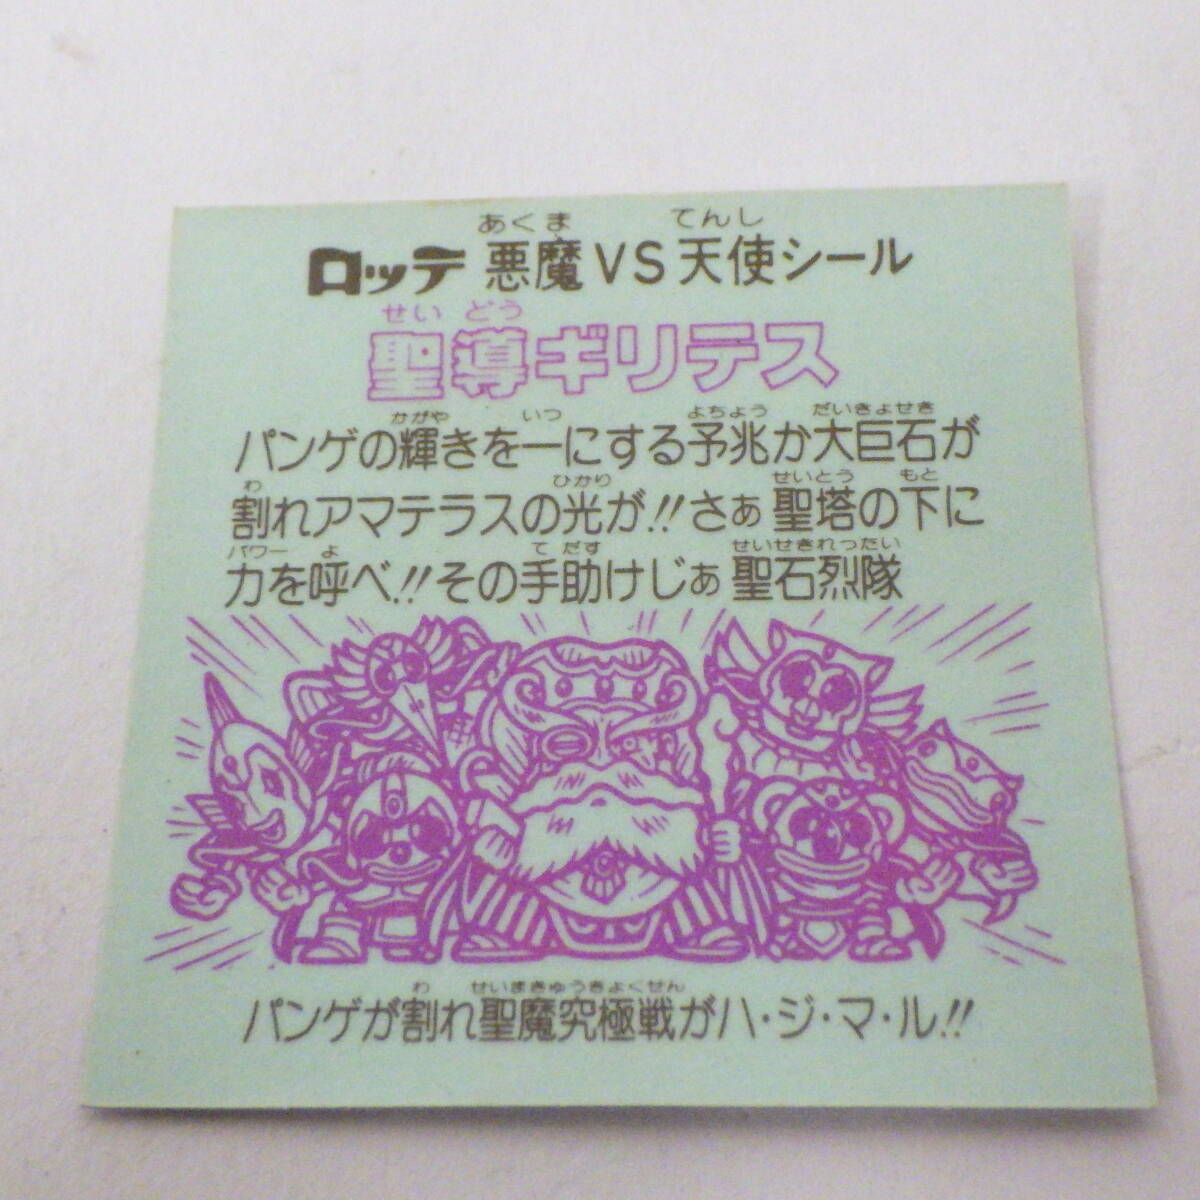 あくま てんし
ロッテ 悪魔VS天使シール
せい どう
聖導ギリテス
かがや いつ よちょう だいきょせき
パンゲの輝きを一にする予兆か大巨石が
わ ひかり せいとう もと
割れアマテラスの光が!!さぁ聖塔の下に
パワー よ て だす せいせきれったい
力を呼べ!!その手助けじぁ聖石烈隊
わ せいまきゅうきょくせん
パンゲが割れ聖魔究極戦がハ・ジ・マ・ル!!